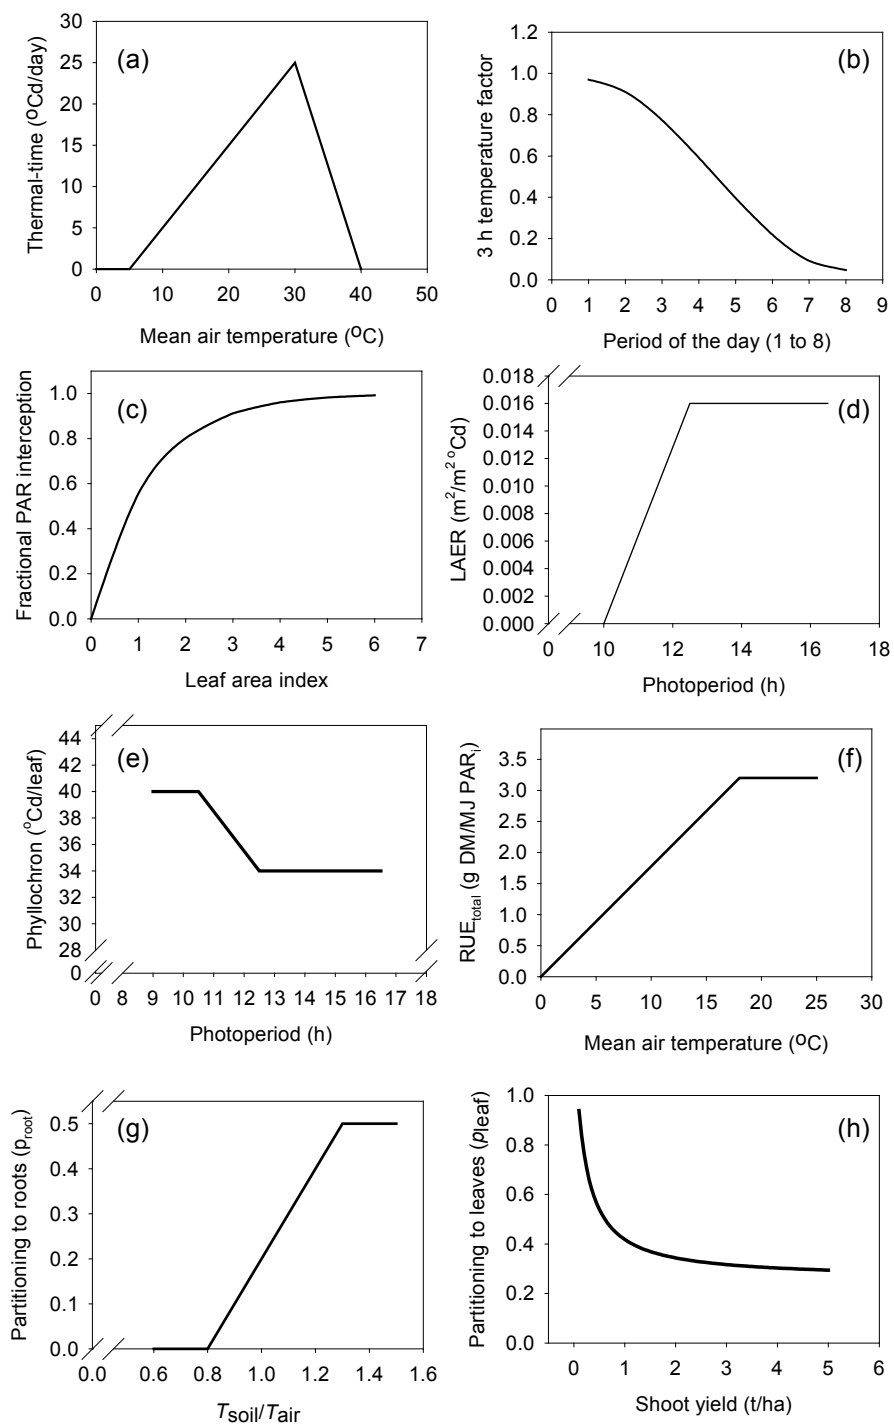 (a)
Thermal-time (ºCd/day)
30
25
20
15
10
5
0
0 10 20 30 40 50
Mean air temperature (ºC)
(b)
3 h temperature factor
1.2
1.0
0.8
0.6
0.4
0.2
0.0
0 1 2 3 4 5 6 7 8 9
Period of the day (1 to 8)
(c)
Fractional PAR interception
1.0
0.8
0.6
0.4
0.2
0.0
0 1 2 3 4 5 6 7
Leaf area index
(d)
LAER (m²/m² ºCd)
0.018
0.016
0.014
0.012
0.010
0.008
0.006
0.004
0.002
0.000
0 10 12 14 16 18
Photoperiod (h)
(e)
Phyllochron (ºCd/leaf)
44
42
40
38
36
34
32
30
28
0
0 8 9 10 11 12 13 14 15 16 17 18
Photoperiod (h)
(f)
RUEtotal (g DM/MJ PARi)
3.5
3.0
2.5
2.0
1.5
1.0
0.5
0.0
0 5 10 15 20 25 30
Mean air temperature (ºC)
(g)
Partitioning to roots (proot)
0.5
0.4
0.3
0.2
0.1
0.0
0.0 0.6 0.8 1.0 1.2 1.4 1.6
Tsoil/Tair
(h)
Partitioning to leaves (pleaf)
1.0
0.8
0.6
0.4
0.2
0.0
0 1 2 3 4 5 6
Shoot yield (t/ha)